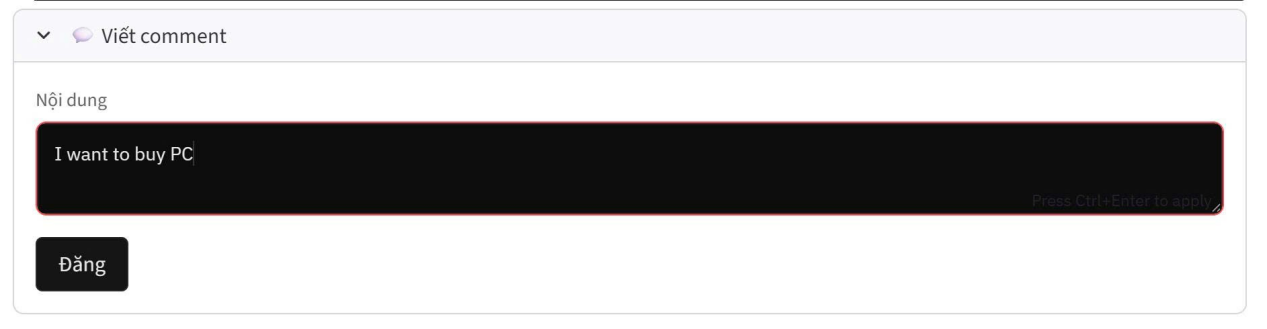 Viết comment
Nội dung
I want to buy PC
Press Ctrl+Enter to apply
Đăng